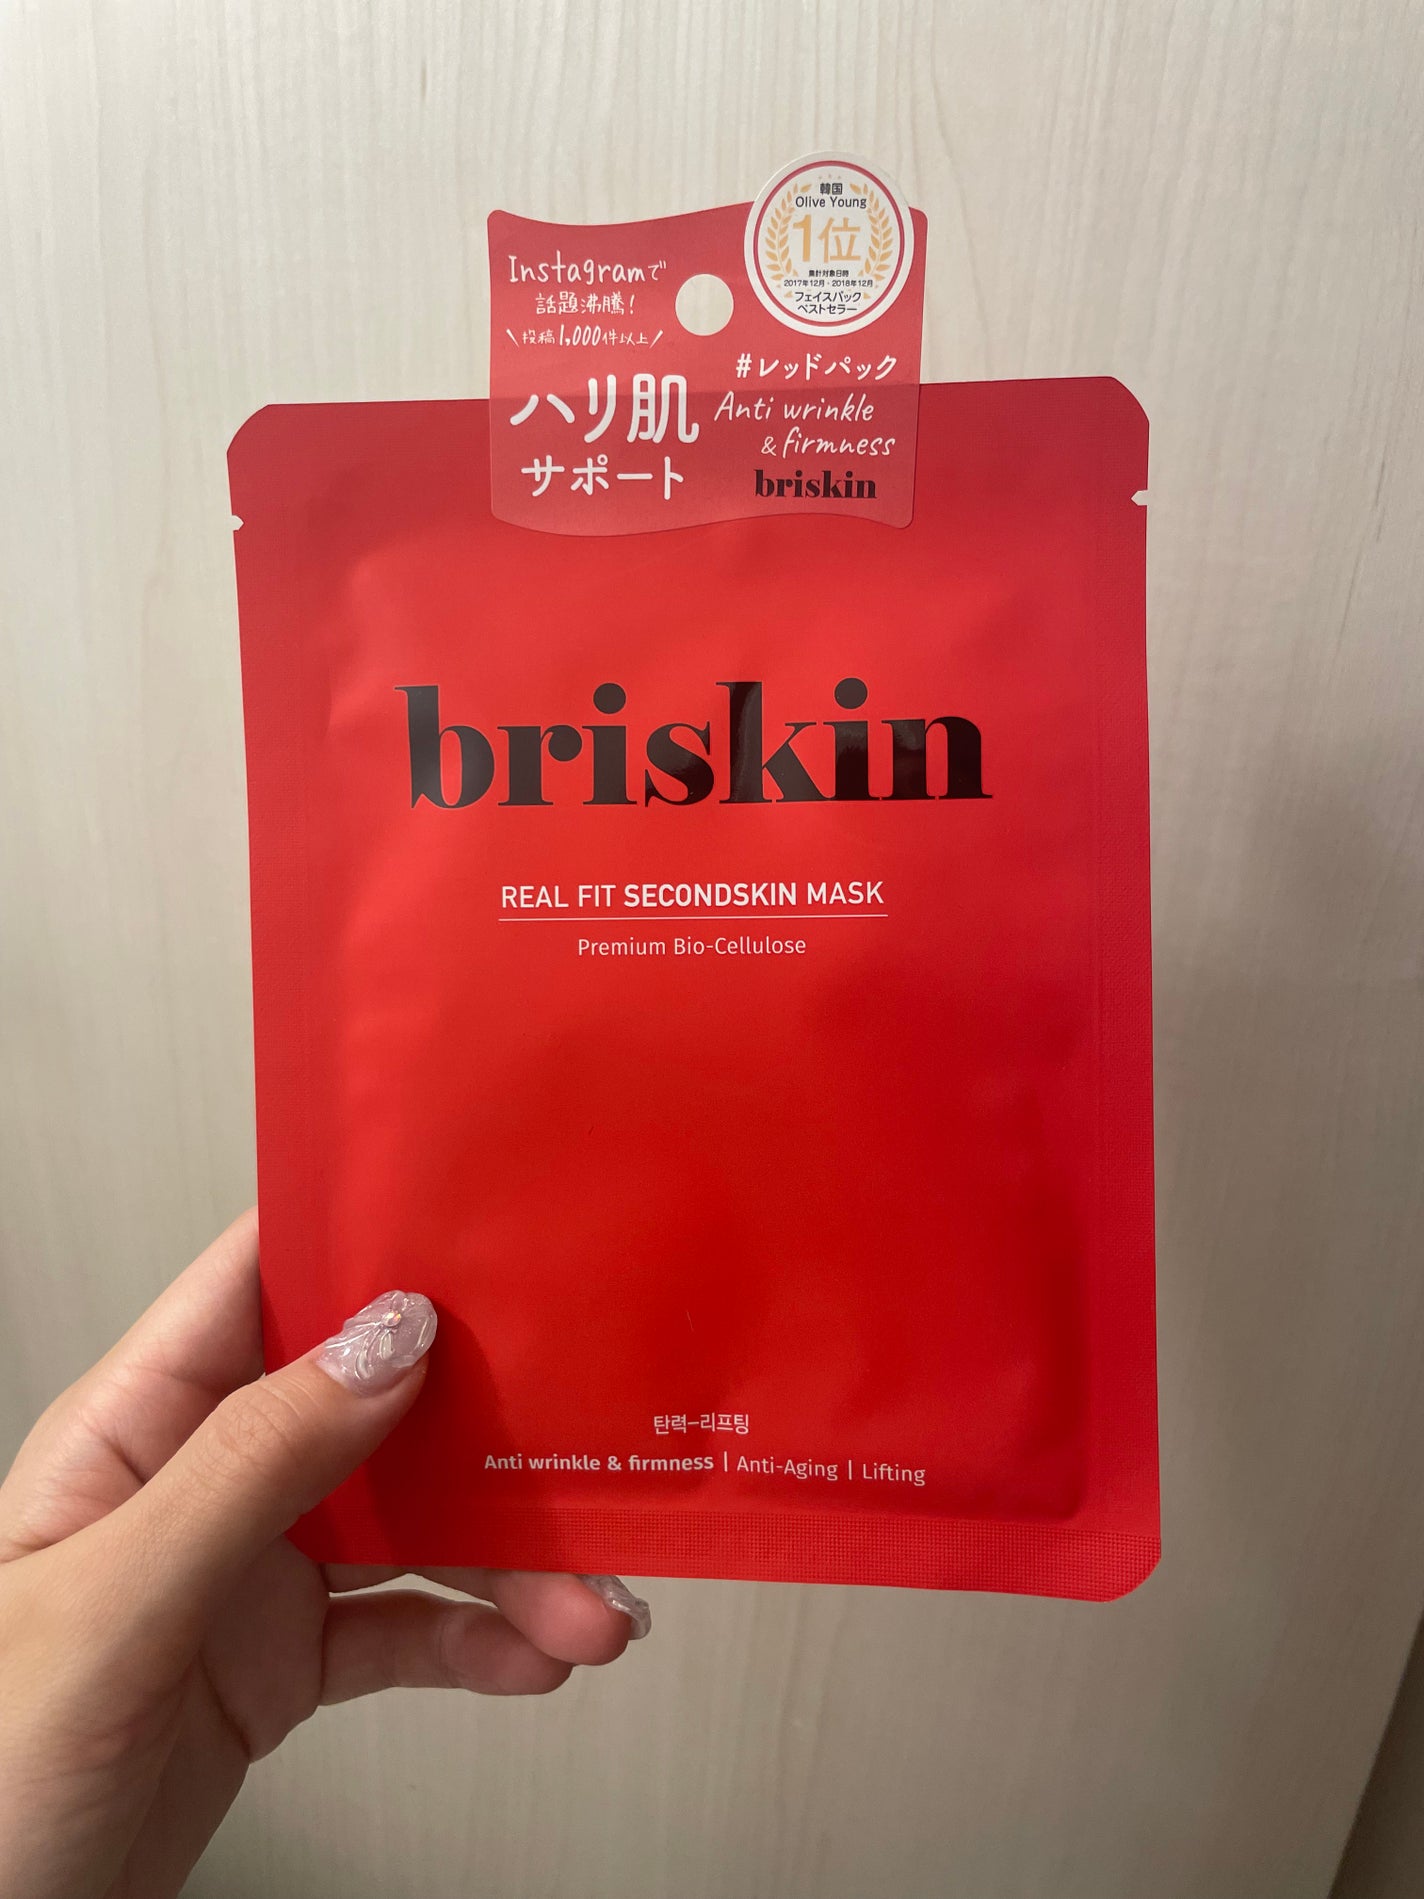 韓国
Olive Young
1位
集計対象日時
2017年12月・2018年12月
フェイスパック
ベストセラー
Instagramで
話題沸騰!
\投稿1,000件以上/
ハリ肌
サポート
#レッドパック
Anti wrinkle
&firmness
briskin
briskin
REAL FIT SECONDSKIN MASK
Premium Bio-Cellulose
탄력–리프팅
Anti wrinkle & firmness | Anti-Aging | Lifting